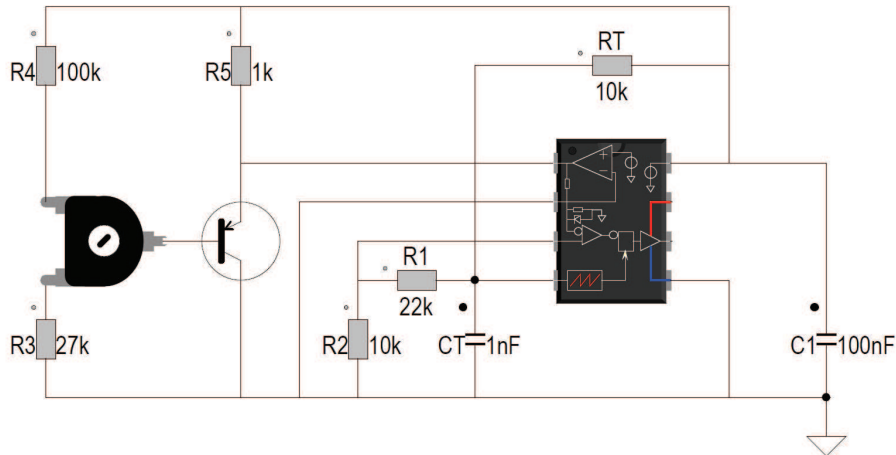 RT
R4 100k
R5 1k
10k
R1
22k
R3 27k
R2 10k
CT 1nF
C1 100nF